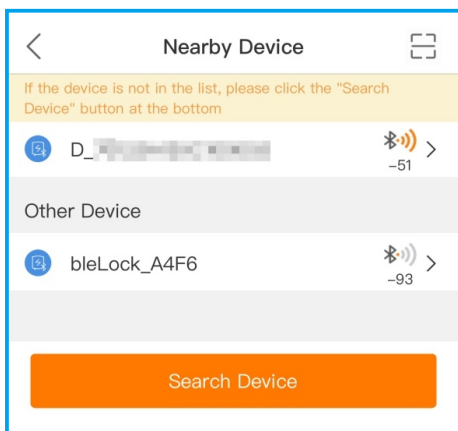 Nearby Device
If the device is not in the list, please click the "Search
Device" button at the bottom
D_
-51
Other Device
bleLock_A4F6
-93
Search Device